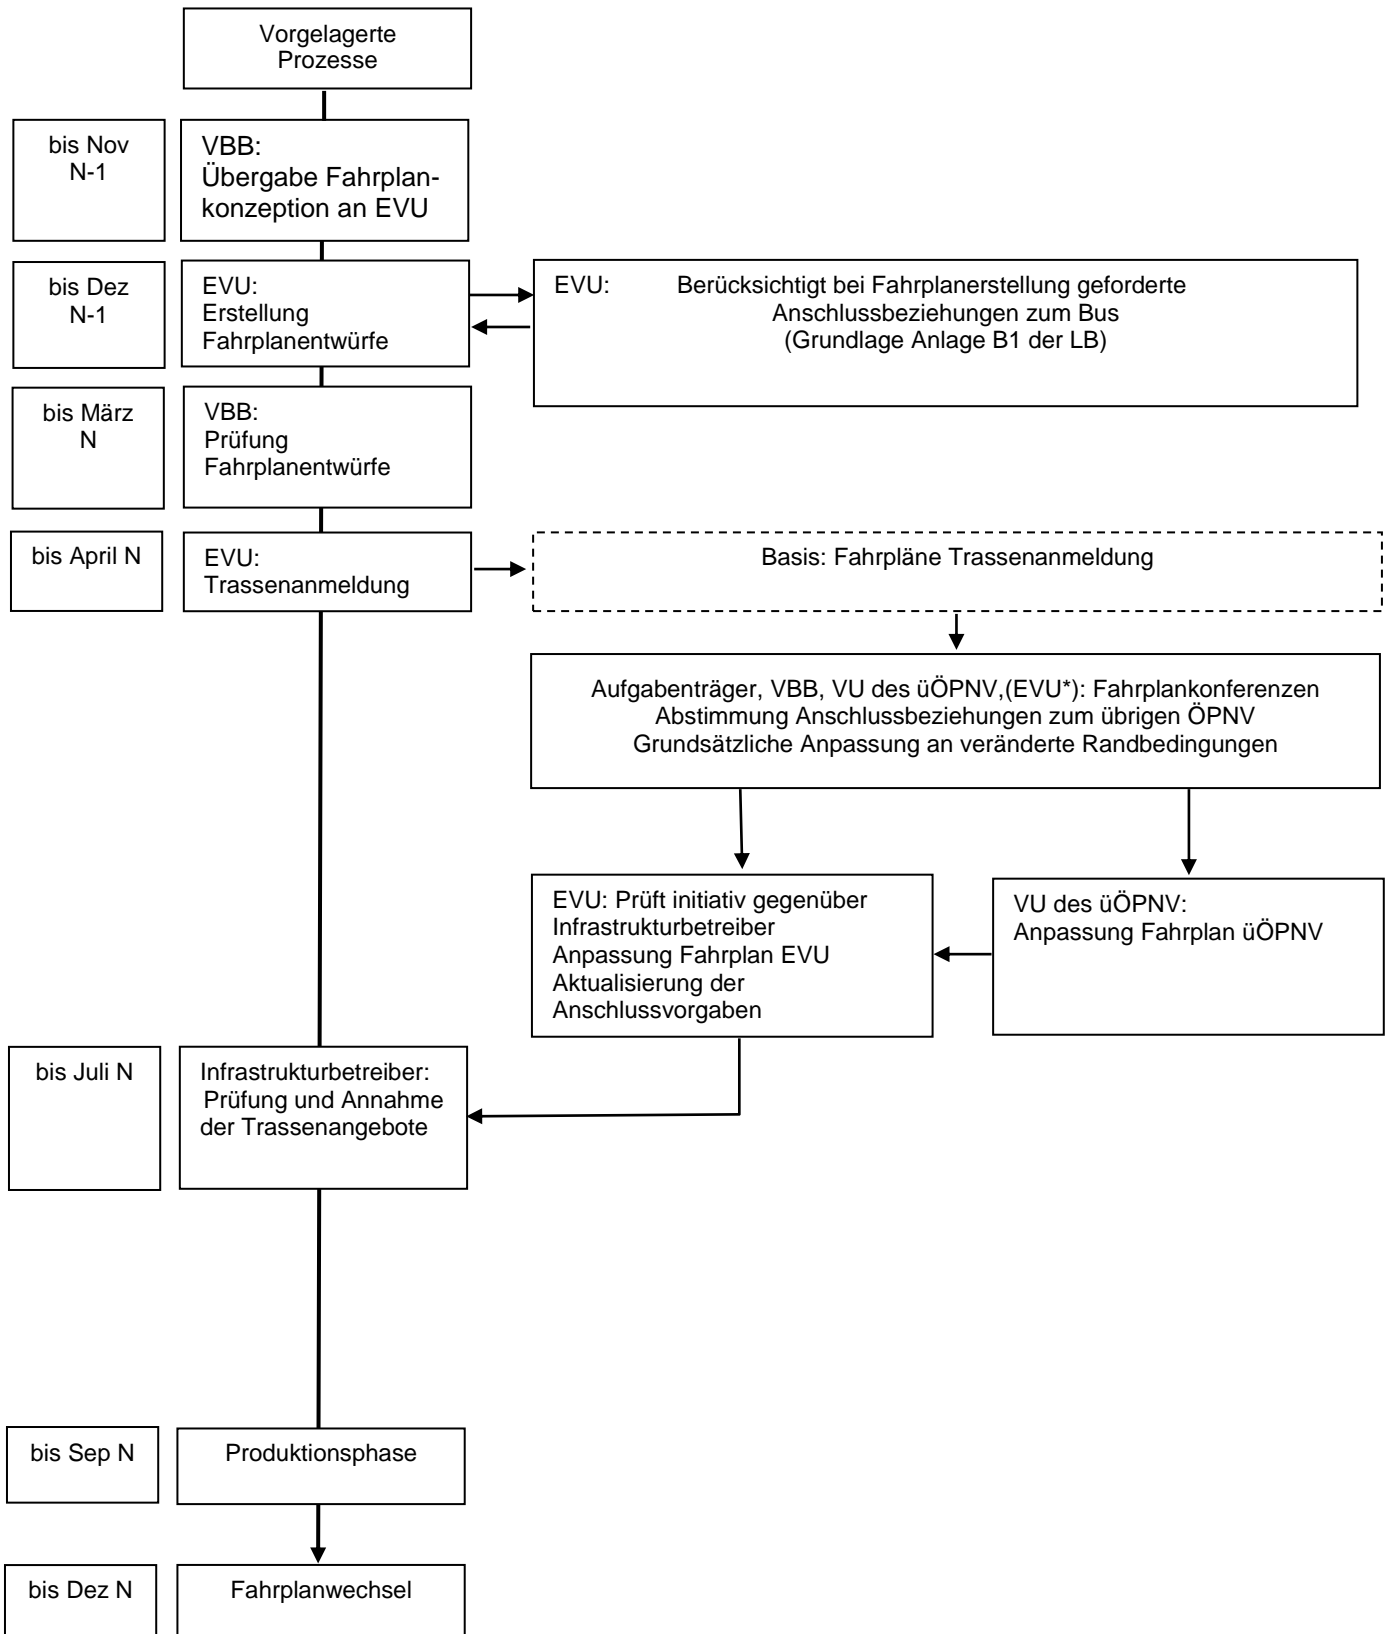 Vorgelagerte
Prozesse
bis Nov
N-1
VBB:
Übergabe Fahrplan-
konzeption an EVU
bis Dez
N-1
EVU:
Erstellung
Fahrplanentwürfe
EVU: Berücksichtigt bei Fahrplanerstellung geforderte
Anschlussbeziehungen zum Bus
(Grundlage Anlage B1 der LB)
bis März
N
VBB:
Prüfung
Fahrplanentwürfe
bis April N
EVU:
Trassenanmeldung
Basis: Fahrpläne Trassenanmeldung
Aufgabenträger, VBB, VU des üÖPNV,(EVU*): Fahrplankonferenzen
Abstimmung Anschlussbeziehungen zum übrigen ÖPNV
Grundsätzliche Anpassung an veränderte Randbedingungen
EVU: Prüft initiativ gegenüber
Infrastrukturbetreiber
Anpassung Fahrplan EVU
Aktualisierung der
Anschlussvorgaben
VU des üÖPNV:
Anpassung Fahrplan üÖPNV
bis Juli N
Infrastrukturbetreiber:
Prüfung und Annahme
der Trassenangebote
bis Sep N
Produktionsphase
bis Dez N
Fahrplanwechsel